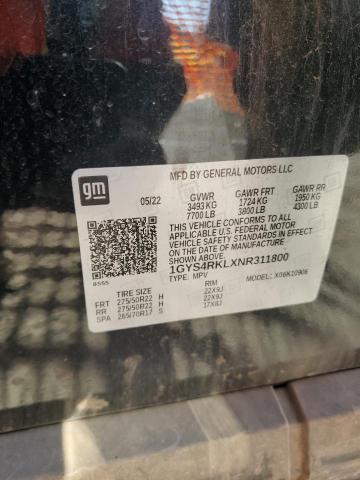 gm
MFD BY GENERAL MOTORS LLC
05/22 GVWR GAWR FRT GAWR RR
3493 KG 1724 KG 1950 KG
7700 LB 3800 LB 4300 LB
THIS VEHICLE CONFORMS TO ALL
APPLICABLE U.S. FEDERAL MOTOR
VEHICLE SAFETY STANDARDS IN EFFECT
ON THE DATE OF MANUFACTURE
SHOWN ABOVE.
1GYS4RKLXNR311800
TYPE: MPV MODEL: X06K10906
8S65
TIRE SIZE RIM
FRT 275/50R22 H 22X9J
RR 275/50R22 H 22X9J
SPA 265/70R17 S 17X8J